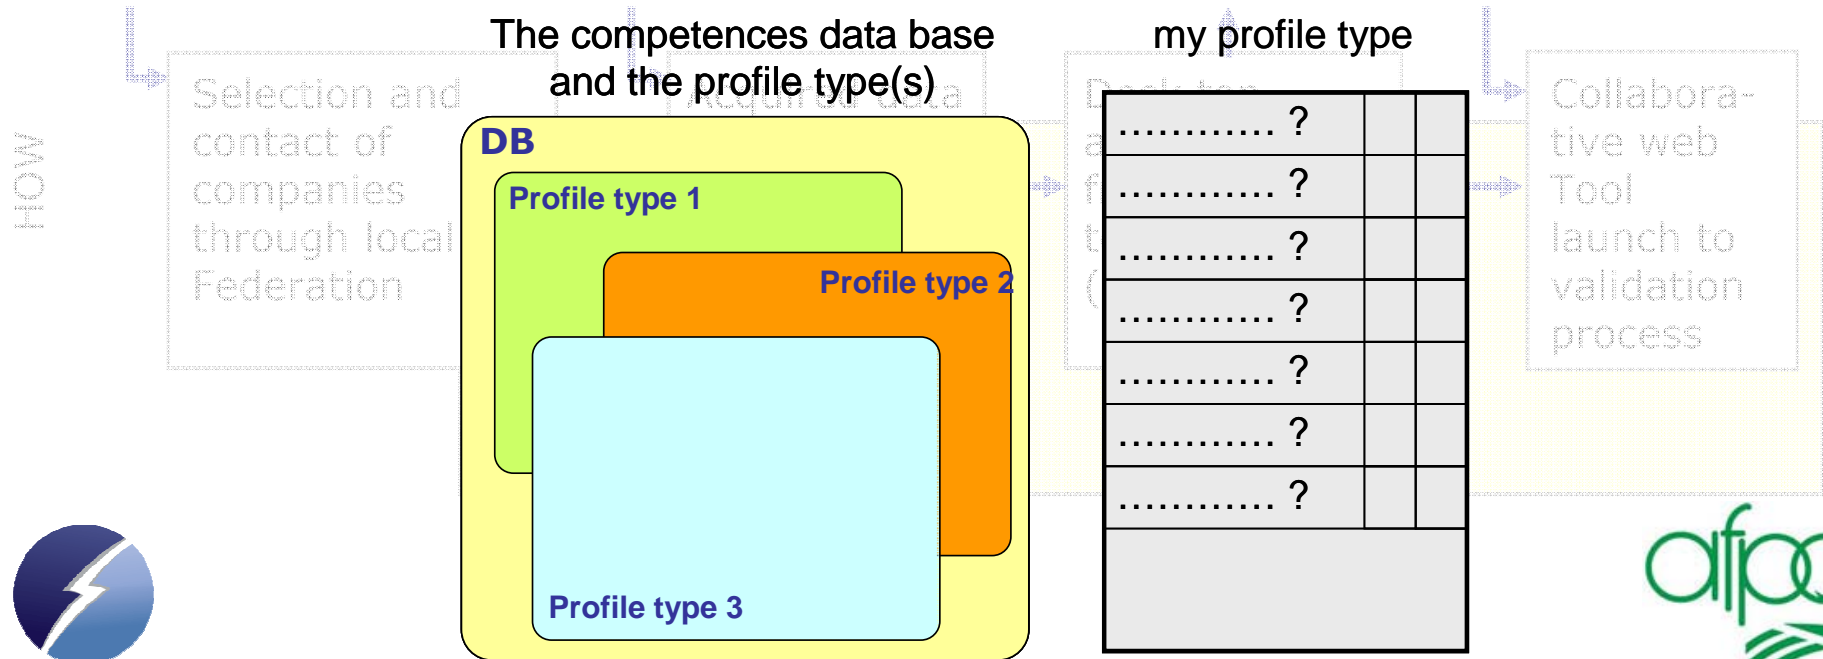 The competences data base
and the profile type(s)
my profile type
HOW
Selection and
contact of
companies
through local
Federation
Acquired data
DB
Profile type 1
Profile type 2
Profile type 3
............ ?
............ ?
............ ?
............ ?
............ ?
............ ?
............ ?
Collabora-
tive web
Tool
launch to
validation
process